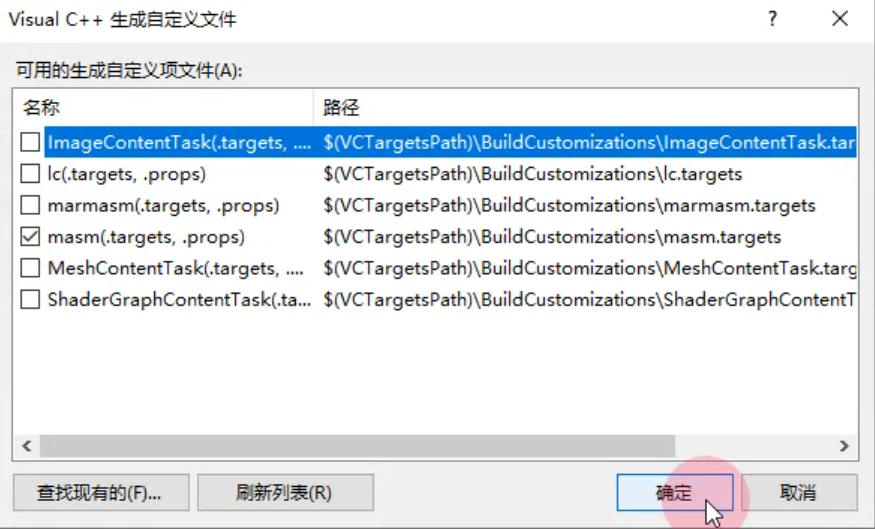 Visual C++ 生成自定义文件
可用的生成自定义项文件(A):
名称 路径
ImageContentTask(.targets, .... $(VCTargetsPath)\BuildCustomizations\ImageContentTask.tar
lc(.targets, .props) $(VCTargetsPath)\BuildCustomizations\lc.targets
marmasm(.targets, .props) $(VCTargetsPath)\BuildCustomizations\marmasm.targets
masm(.targets, .props) $(VCTargetsPath)\BuildCustomizations\masm.targets
MeshContentTask(.targets, .... $(VCTargetsPath)\BuildCustomizations\MeshContentTask.targ
ShaderGraphContentTask(.ta... $(VCTargetsPath)\BuildCustomizations\ShaderGraphContentT
查找现有的(F)... 刷新列表(R) 确定 取消